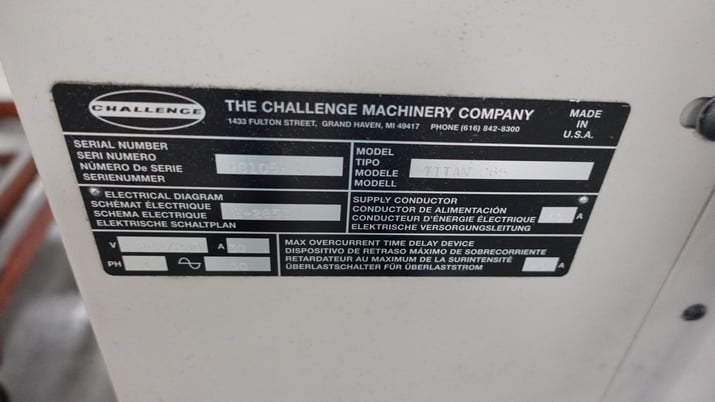 CHALLENGE
THE CHALLENGE MACHINERY COMPANY
1433 FULTON STREET, GRAND HAVEN, MI 49417 PHONE (616) 842-8300
MADE
IN
U.S.A.
SERIAL NUMBER
SERI NUMERO
NÚMERO De SERIE
SERIENUMMER
MODEL
TIPO
MODELE
MODELL
TITAN
ELECTRICAL DIAGRAM
SCHÉMAT ÉLECTRIQUE
SCHEMA ELECTRIQUE
ELEKTRISCHE SCHALTPLAN
SUPPLY CONDUCTOR
CONDUCTOR DE ALIMENTACIÓN
CONDUCTEUR D'ÉNERGIE ÉLECTRIQUE
ELEKTRISCHE VERSORGUNGSLEITUNG
A
V
A
PH
MAX OVERCURRENT TIME DELAY DEVICE
DISPOSITIVO DE RETRASO MÁXIMO DE SOBRECORRIENTE
RETARDATEUR AU MAXIMUM DE LA SURINTENSITÉ
ÜBERLASTSCHALTER FÜR ÜBERLASTSTROM
A